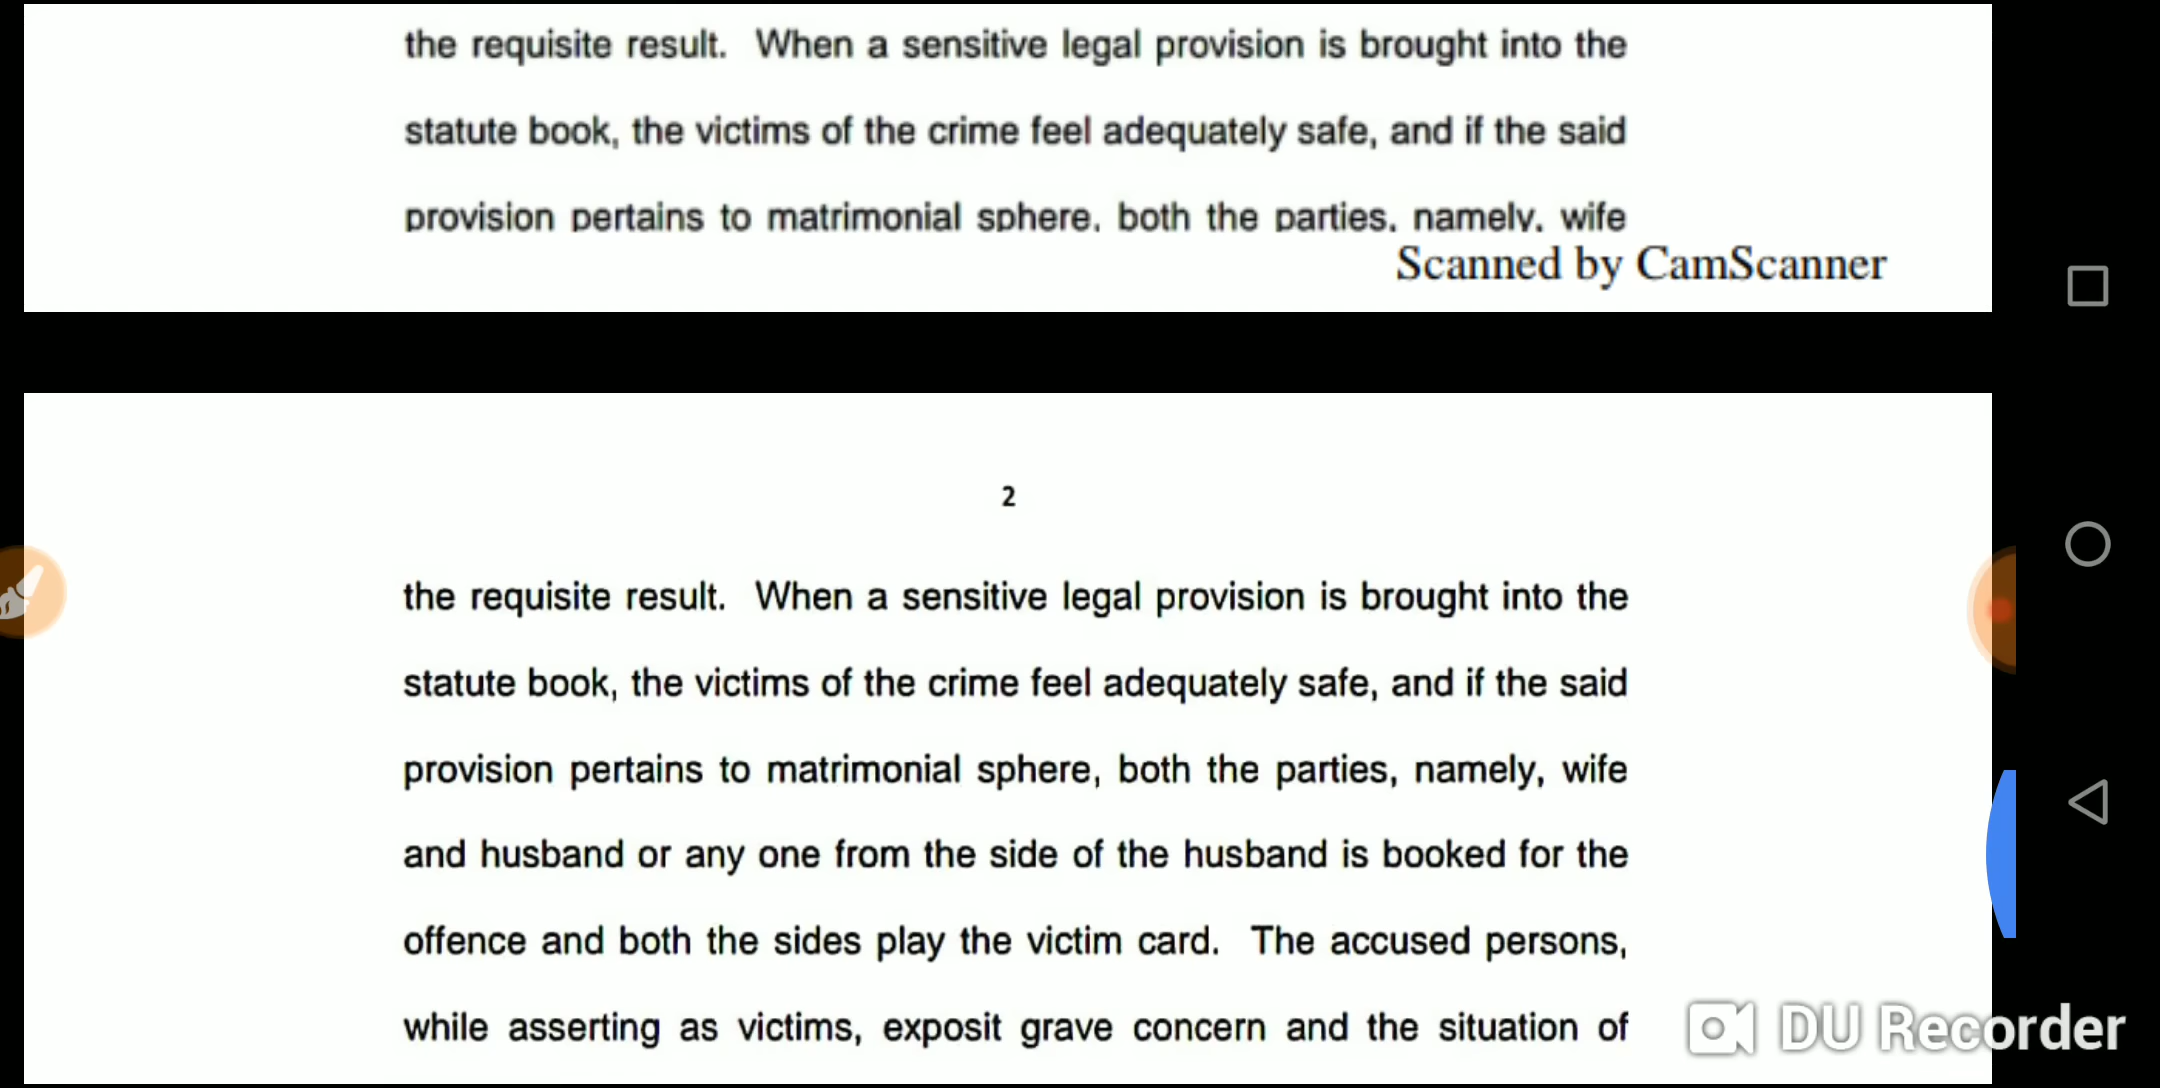 the requisite result. When a sensitive legal provision is brought into the
statute book, the victims of the crime feel adequately safe, and if the said
provision pertains to matrimonial sphere, both the parties, namely, wife
Scanned by CamScanner
2
the requisite result. When a sensitive legal provision is brought into the
statute book, the victims of the crime feel adequately safe, and if the said
provision pertains to matrimonial sphere, both the parties, namely, wife
and husband or any one from the side of the husband is booked for the
offence and both the sides play the victim card. The accused persons,
while asserting as victims, exposit grave concern and the situation of
DU Recorder